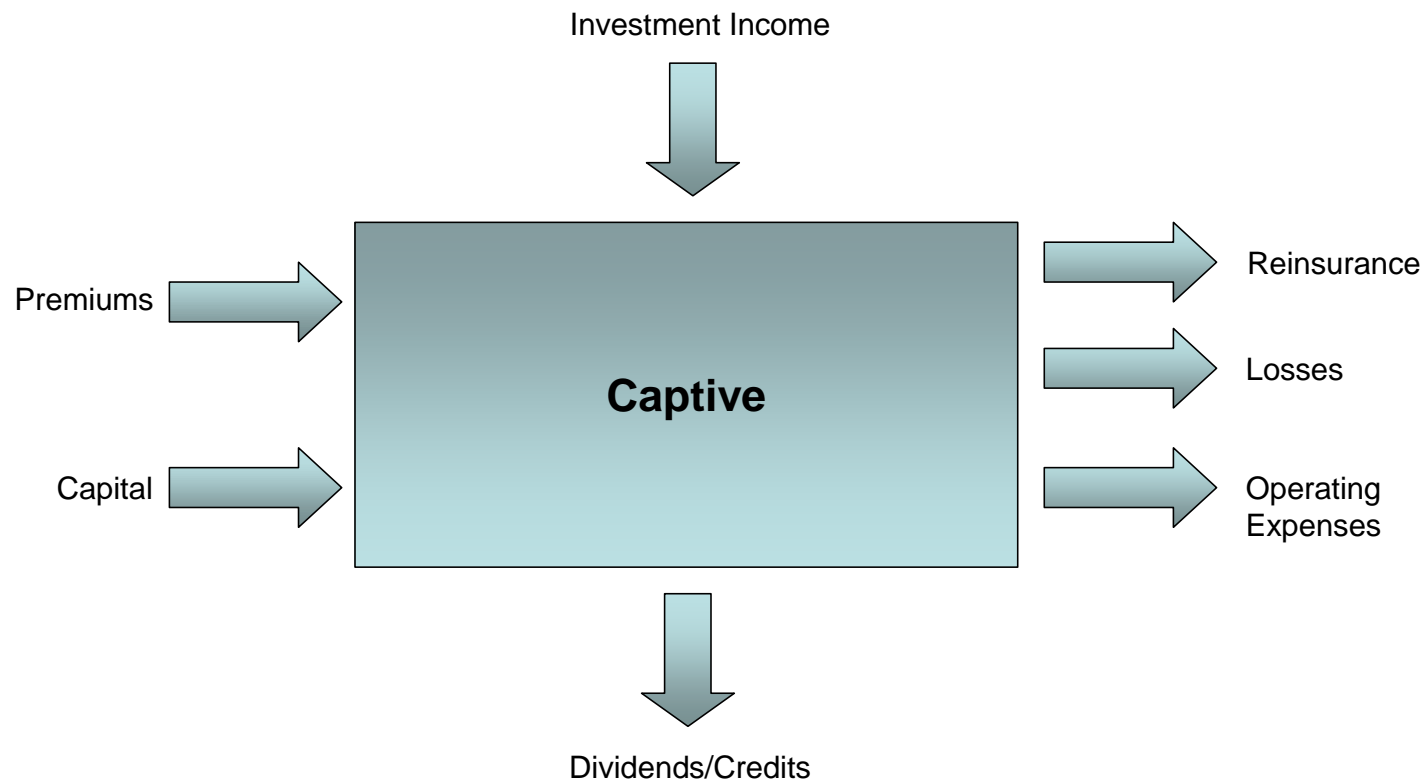 Investment Income
Premiums
Capital
Captive
Reinsurance
Losses
Operating
Expenses
Dividends/Credits